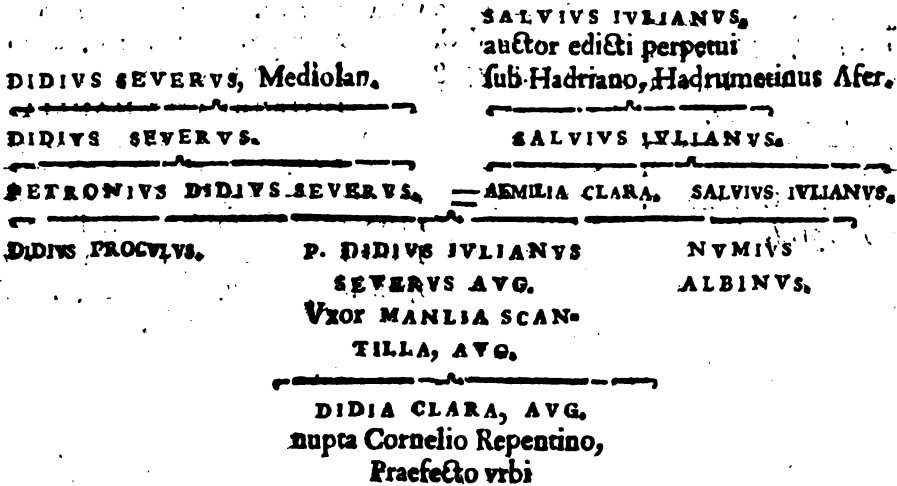 SALVIVS IVLIANVS.
auctor edicti perpetui
DIDIVS SEVERVS, Mediolan.
sub Hadriano, Hadrumetinus Afer.
DIDIVS SEVERVS.
SALVIVS IVLIANVS.
PETRONIVS DIDIVS SEVERVS. = AEMILIA CLARA. SALVIVS IVLIANVS.
DIDIVS PROCVLVS.
P. DIDIVS IVLIANVS
SEVERVS AVG.
Vxor MANLIA SCAN-
TILLA, AVG.
NVMIVS
ALBINVS.
DIDIA CLARA, AVG.
nupta Cornelio Repentino,
Praefecto vrbi